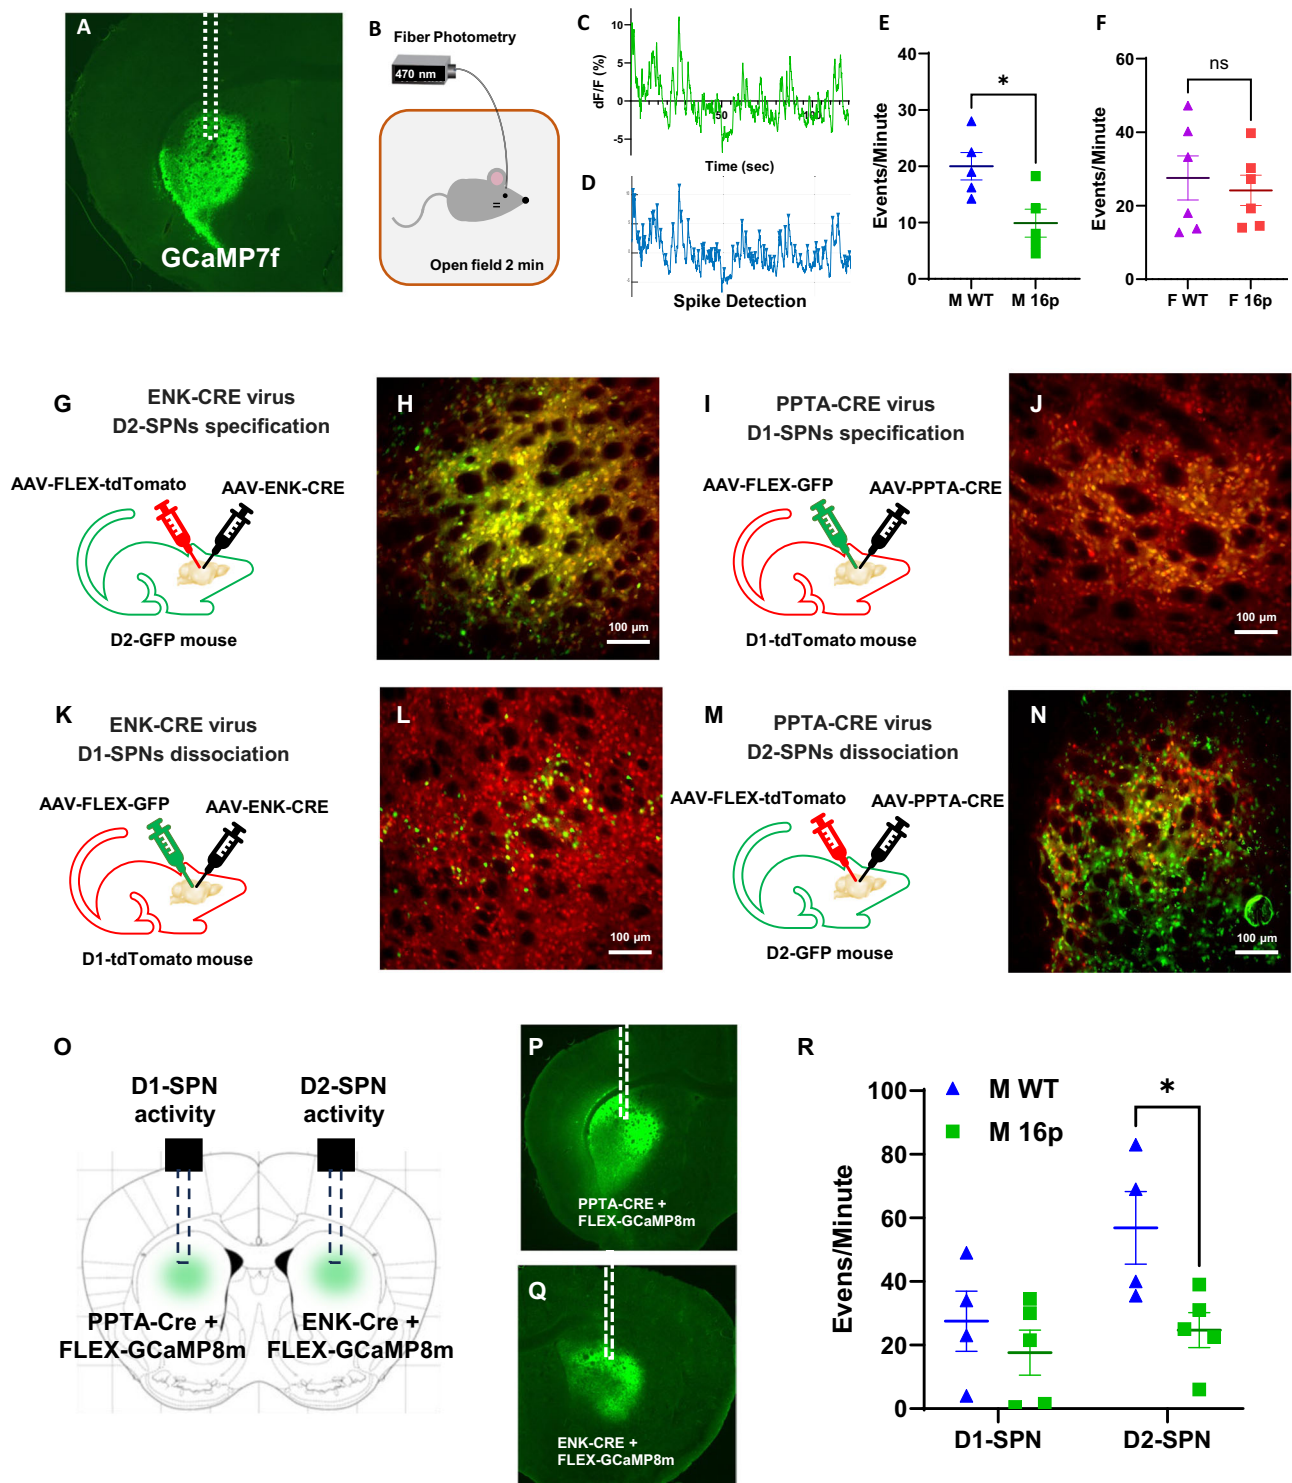 A
GCaMP7f
B
Fiber Photometry
470 nm
Open field 2 min
C
dF/F (%)
10
5
0
-5
50
100
Time (sec)
D
Spike Detection
E
Events/Minute
40
30
20
10
0
*
M WT
M 16p
F
Events/Minute
60
40
20
0
ns
F WT
F 16p
G
ENK-CRE virus
D2-SPNs specification
AAV-FLEX-tdTomato
AAV-ENK-CRE
D2-GFP mouse
H
100 µm
I
PPTA-CRE virus
D1-SPNs specification
AAV-FLEX-GFP
AAV-PPTA-CRE
D1-tdTomato mouse
J
100 µm
K
ENK-CRE virus
D1-SPNs dissociation
AAV-FLEX-GFP
AAV-ENK-CRE
D1-tdTomato mouse
L
100 µm
M
PPTA-CRE virus
D2-SPNs dissociation
AAV-FLEX-tdTomato
AAV-PPTA-CRE
D2-GFP mouse
N
100 µm
O
D1-SPN
activity
D2-SPN
activity
PPTA-Cre +
FLEX-GCaMP8m
ENK-Cre +
FLEX-GCaMP8m
P
PPTA-CRE +
FLEX-GCaMP8m
Q
ENK-CRE +
FLEX-GCaMP8m
R
Evens/Minute
100
80
60
40
20
0
M WT
M 16p
*
D1-SPN
D2-SPN